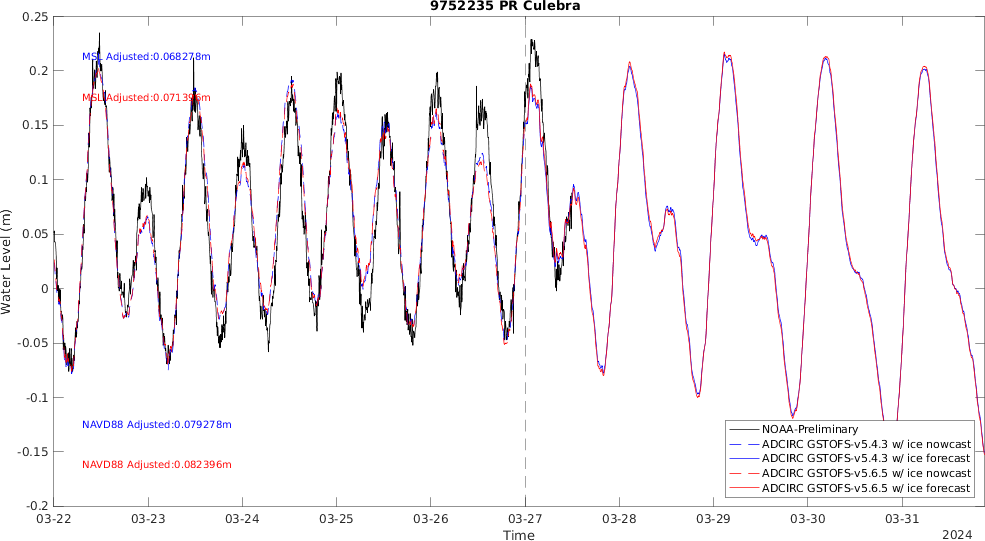 9752235 PR Culebra
0.25
0.2
0.15
0.1
0.05
0
-0.05
-0.1
-0.15
-0.2
Water Level (m)
MSL Adjusted:0.068278m
MSL Adjusted:0.071396m
NAVD88 Adjusted:0.079278m
NAVD88 Adjusted:0.082396m
NOAA-Preliminary
ADCIRC GSTOFS-v5.4.3 w/ ice nowcast
ADCIRC GSTOFS-v5.4.3 w/ ice forecast
ADCIRC GSTOFS-v5.6.5 w/ ice nowcast
ADCIRC GSTOFS-v5.6.5 w/ ice forecast
03-22 03-23 03-24 03-25 03-26 03-27 03-28 03-29 03-30 03-31
Time
2024